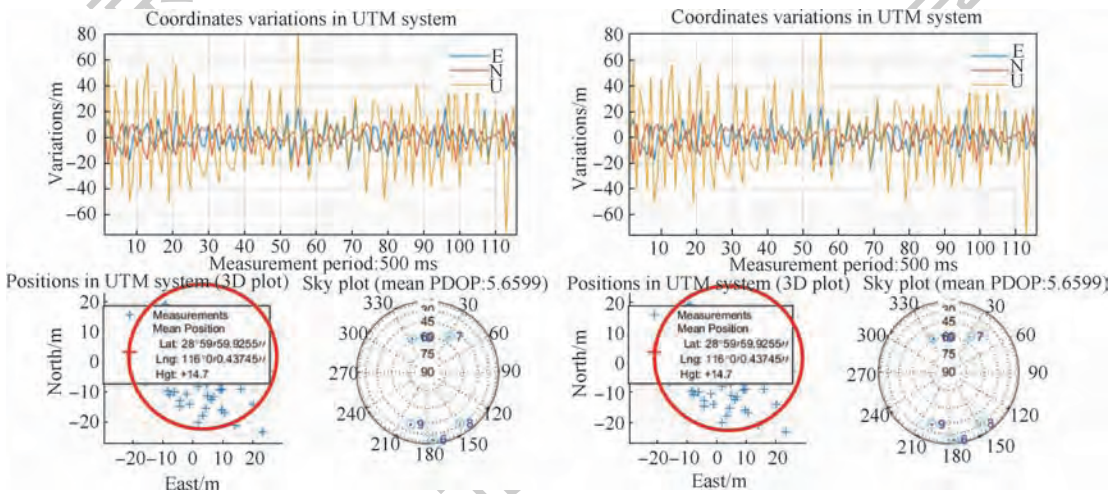 Coordinates variations in UTM system
80
60
40
20
0
−20
−40
−60
Variations/m
E
N
U
10 20 30 40 50 60 70 80 90 100 110
Measurement period:500 ms
Positions in UTM system (3D plot)
20
10
0
−10
−20
North/m
Measurements
Mean Position
Lat: 28°59′59.9255″
Lng: 116°0′0.43745″
Hgt: +14.7
−20 −10 0 10 20
East/m
Sky plot (mean PDOP:5.6599)
330 30
300 45 60
60 7
75
270 90 90
240 120
9 8
210 6 150
180
Coordinates variations in UTM system
80
60
40
20
0
−20
−40
−60
Variations/m
E
N
U
10 20 30 40 50 60 70 80 90 100 110
Measurement period:500 ms
Positions in UTM system (3D plot)
20
10
0
−10
−20
North/m
Measurements
Mean Position
Lat: 28°59′59.9255″
Lng: 116°0′0.43745″
Hgt: +14.7
−20 −10 0 10 20
East/m
Sky plot (mean PDOP:5.6599)
330 30
300 45 60
60 7
75
270 90 90
240 120
9 8
210 6 150
180